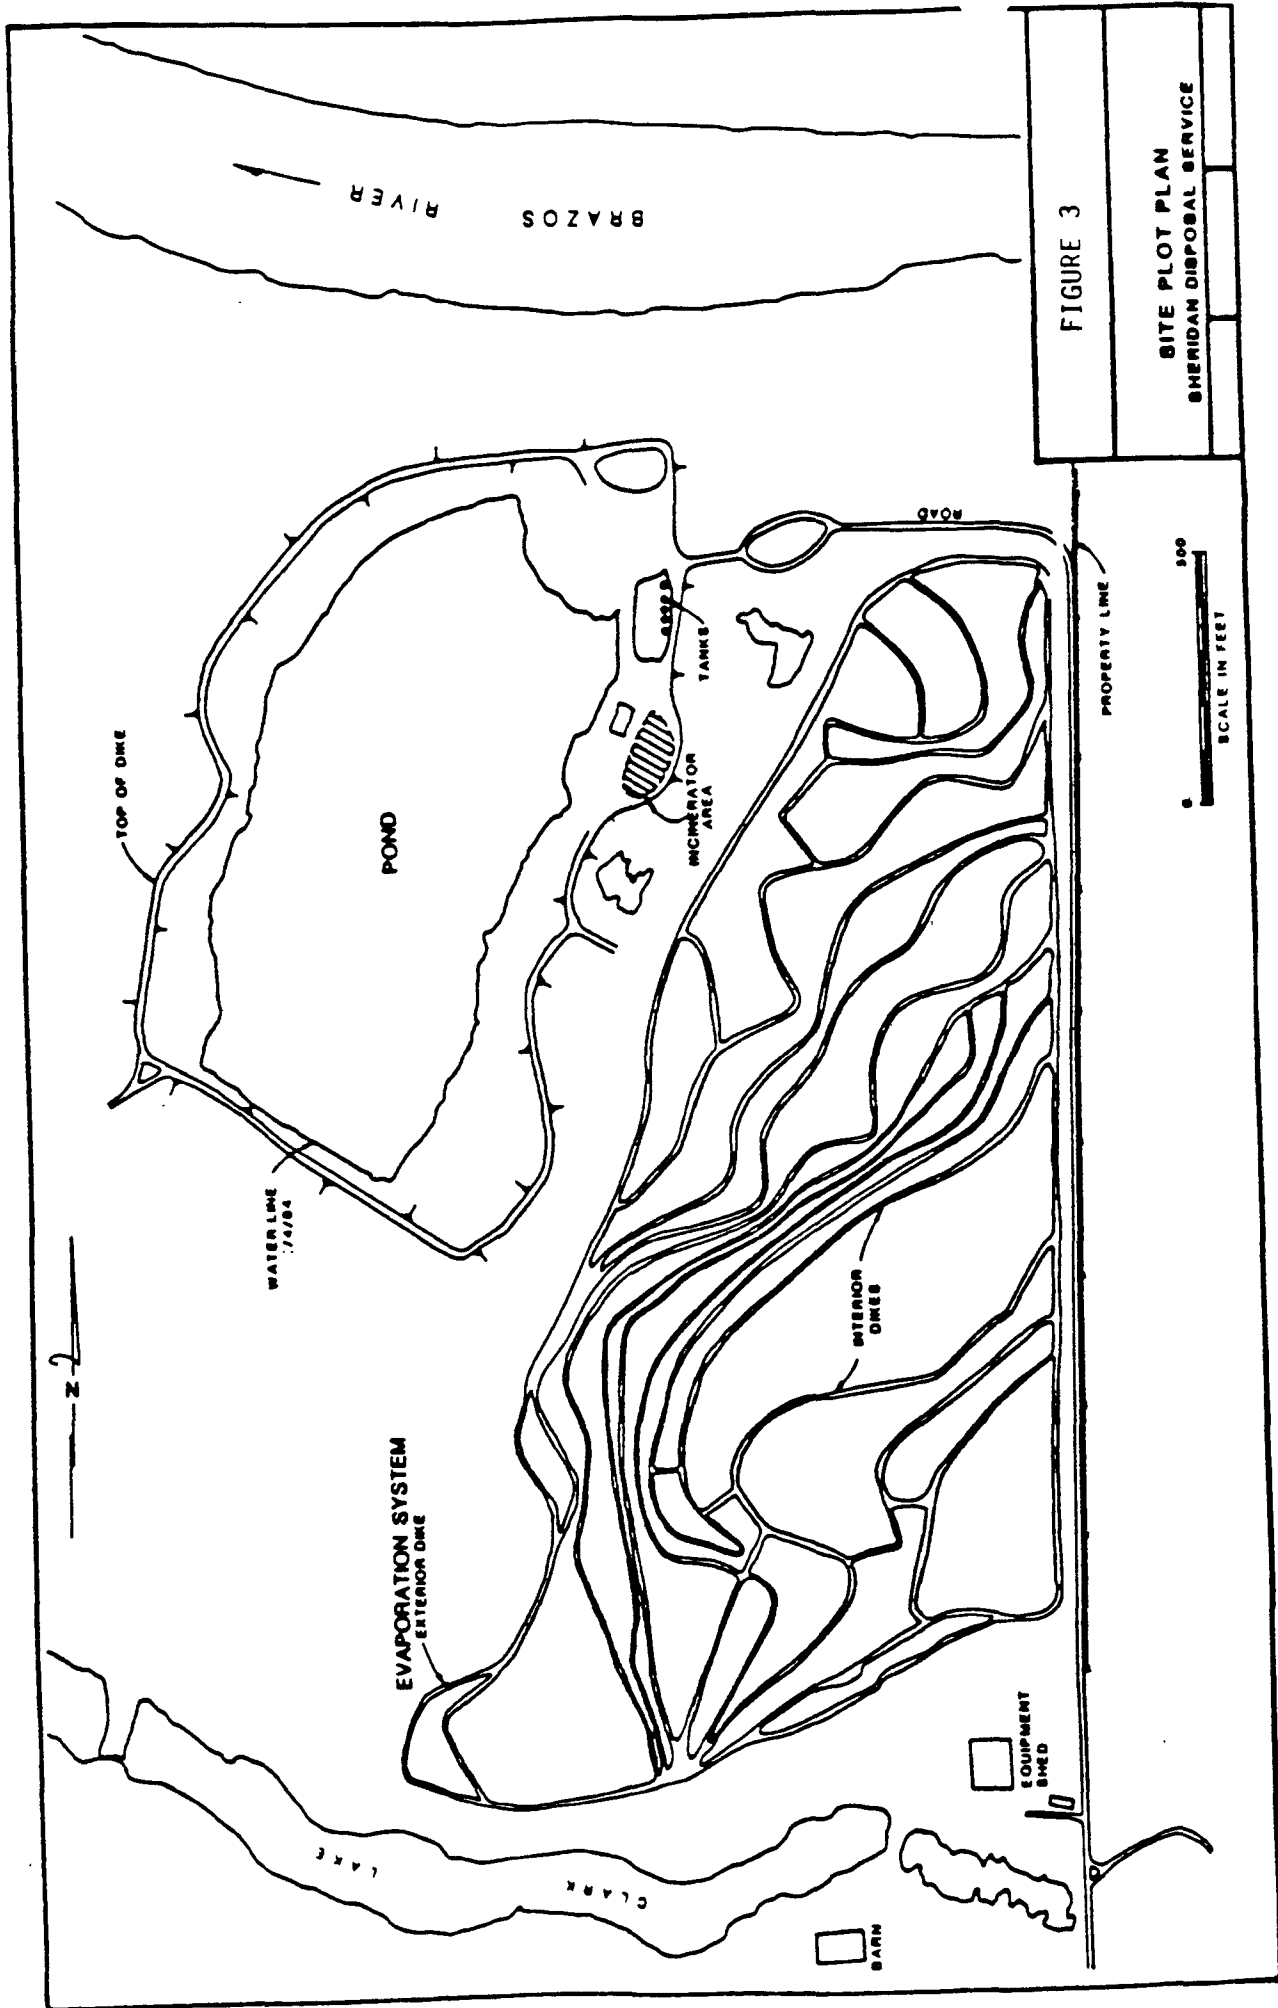 BRAZOS RIVER
FIGURE 3
SITE PLOT PLAN
SHERIDAN DISPOSAL SERVICE
ROAD
TOP OF DIKE
POND
TANKS
INCINERATOR
AREA
PROPERTY LINE
0 500
SCALE IN FEET
WATER LINE
N
INTERIOR
DIKES
EVAPORATION SYSTEM
EXTERIOR DIKE
CLARK LAKE
EQUIPMENT
SHED
BARN